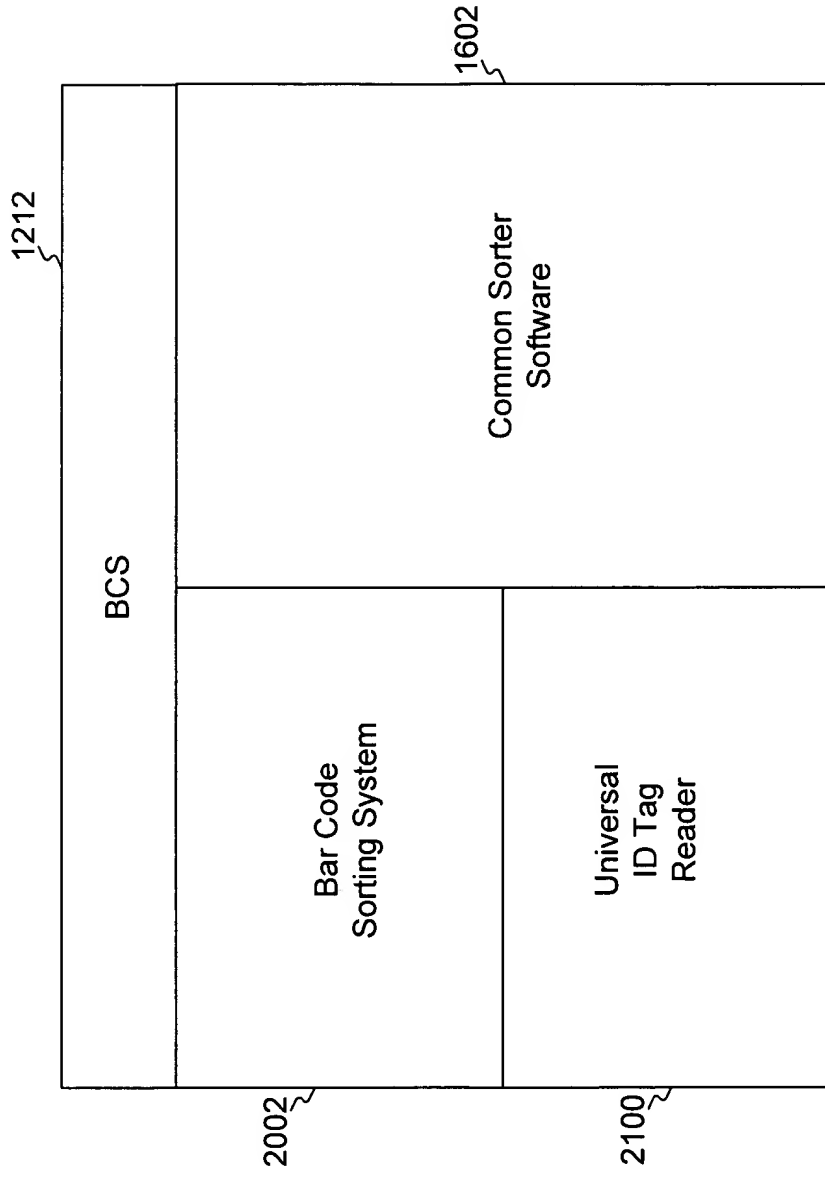 1212
BCS
2002
Bar Code
Sorting System
Common Sorter
Software
1602
2100
Universal
ID Tag
Reader